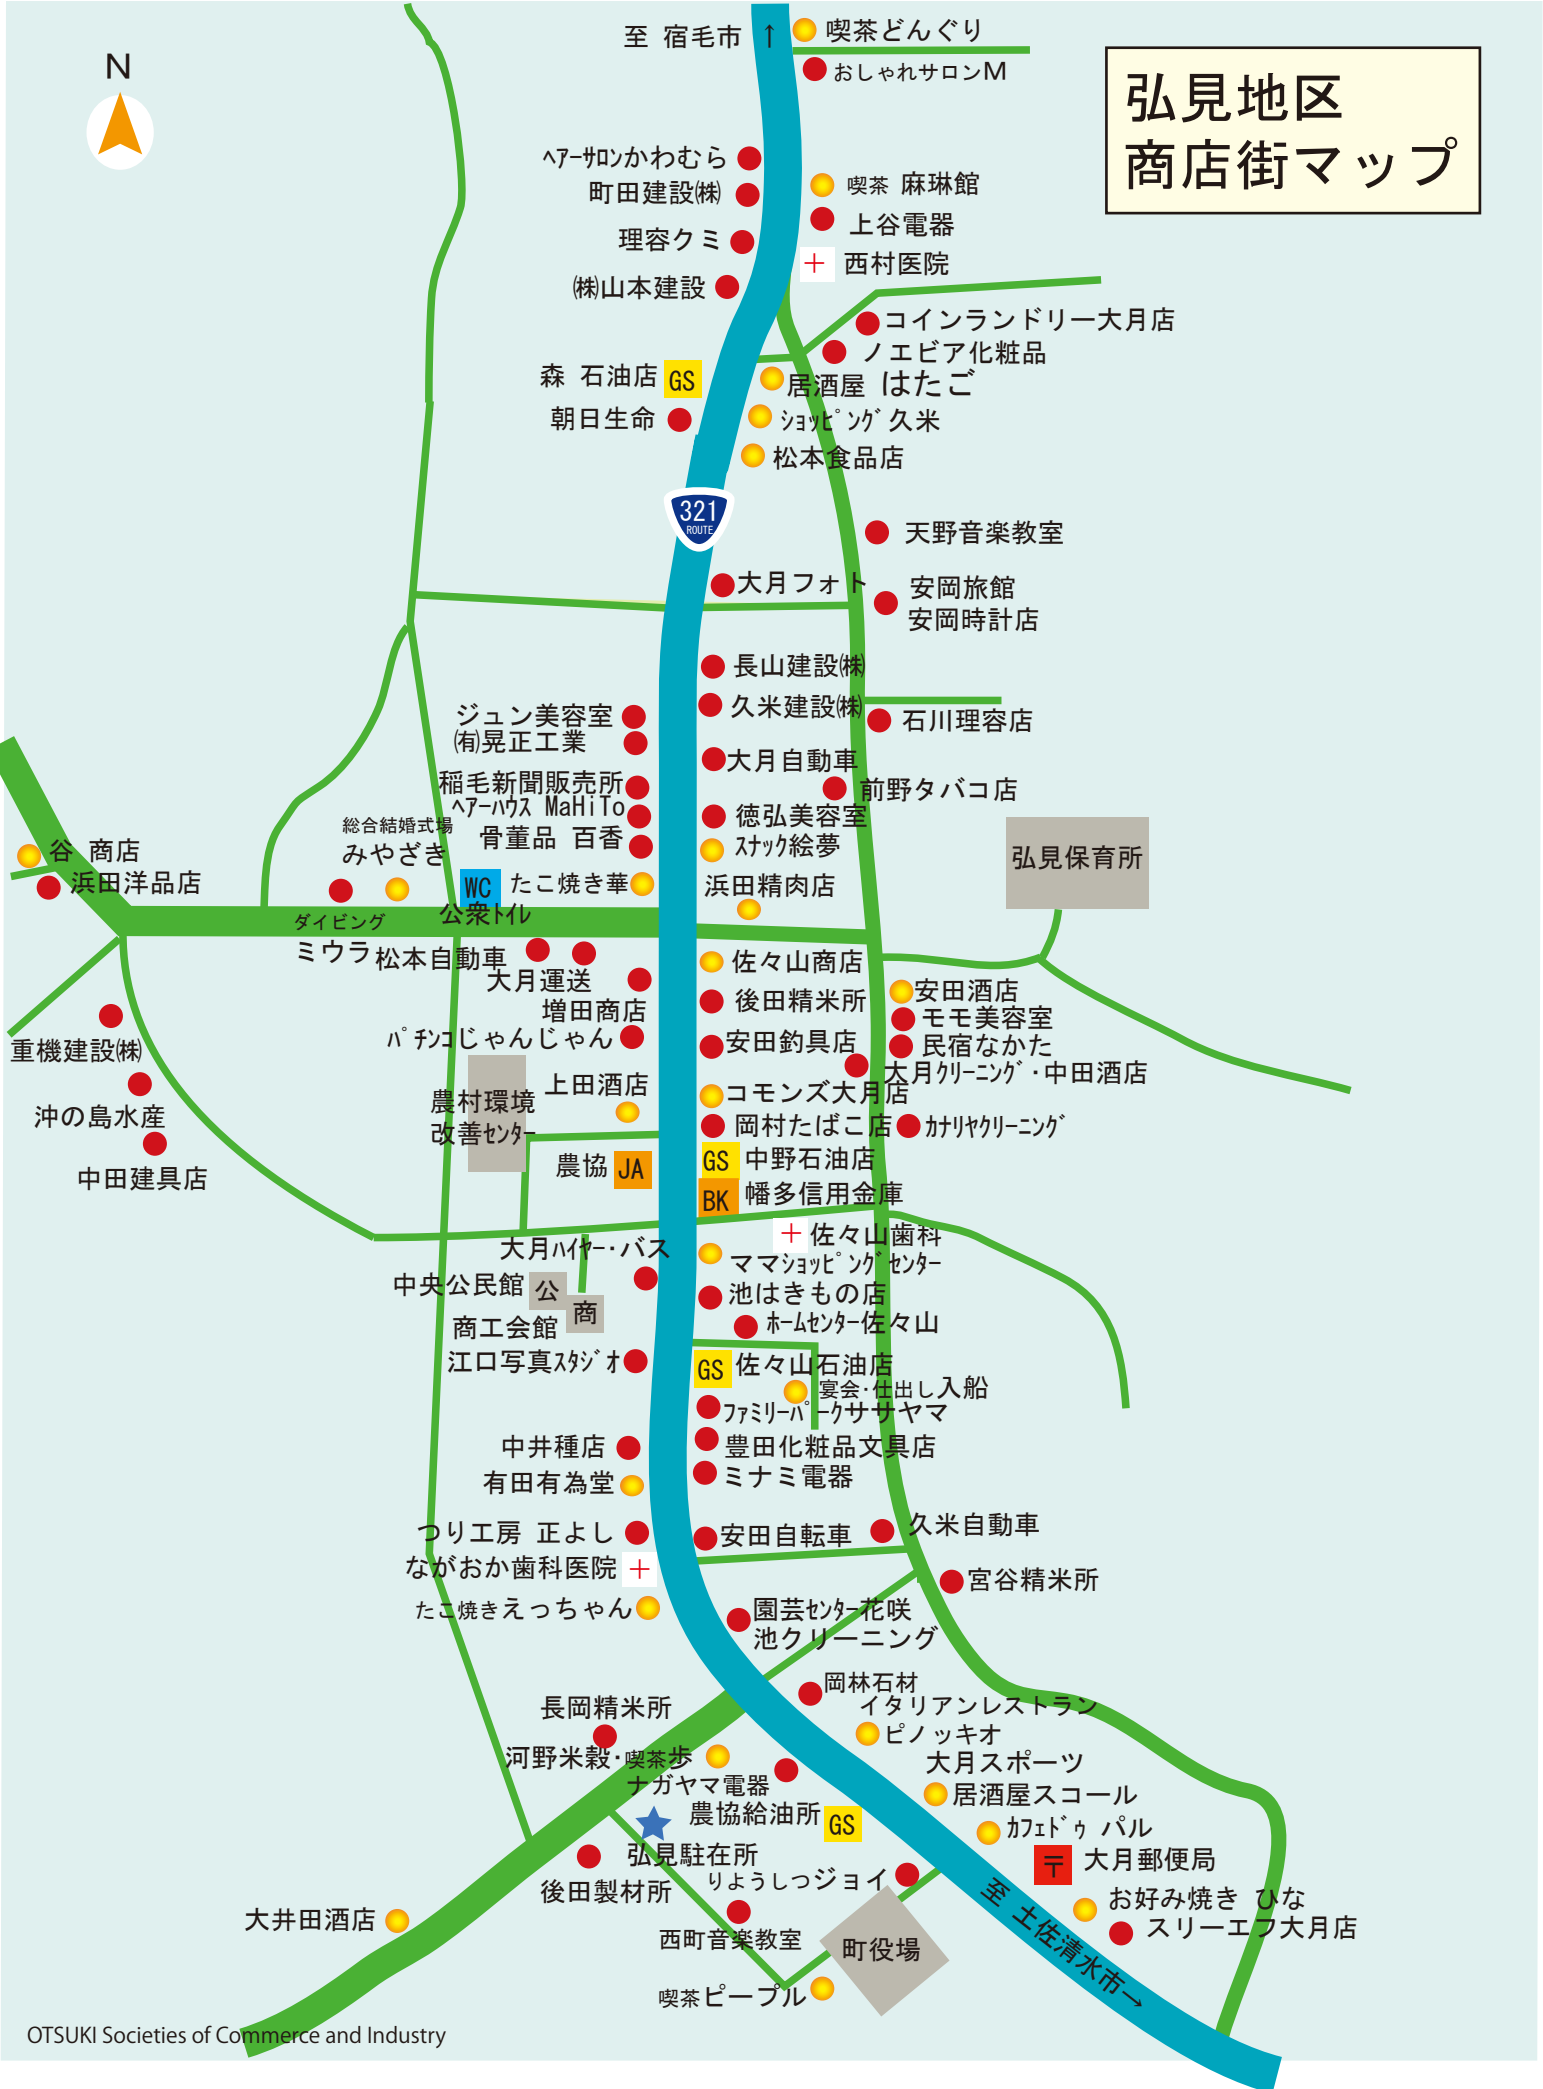 至 宿毛市 ↑
喫茶どんぐり
おしゃれサロンM
N
弘見地区
商店街マップ
ﾍｱｰｻﾛﾝかわむら
町田建設㈱
喫茶 麻琳館
上谷電器
理容クミ
西村医院
㈱山本建設
コインランドリー大月店
ノエビア化粧品
森 石油店
GS
居酒屋 はたご
朝日生命
ｼｮｯﾋﾟﾝｸﾞ久米
松本食品店
321
ROUTE
天野音楽教室
大月フォト
安岡旅館
安岡時計店
長山建設㈱
久米建設㈱
ジュン美容室
㈲晃正工業
石川理容店
大月自動車
稲毛新聞販売所
前野タバコ店
ﾍｱｰﾊｳｽ MaHiTo
徳弘美容室
骨董品 百香
ｽﾅｯｸ絵夢
総合結婚式場
みやざき
谷 商店
浜田洋品店
弘見保育所
WC
たこ焼き華
浜田精肉店
公衆ﾄｲﾚ
ダイビング
ミウラ
松本自動車
大月運送
増田商店
佐々山商店
後田精米所
安田酒店
モモ美容室
民宿なかた
重機建設㈱
ﾊﾟﾁﾝｺじゃんじゃん
安田釣具店
大月ｸﾘｰﾆﾝｸﾞ･中田酒店
沖の島水産
農村環境
改善ｾﾝﾀｰ
上田酒店
コモンズ大月店
岡村たばこ店
ｶﾅﾘﾔｸﾘｰﾆﾝｸﾞ
中田建具店
農協
JA
GS
中野石油店
BK
幡多信用金庫
佐々山歯科
大月ﾊｲﾔｰ･バス
ママｼｮｯﾋﾟﾝｸﾞｾﾝﾀｰ
中央公民館
公
池はきもの店
商工会館
商
ﾎｰﾑｾﾝﾀｰ佐々山
江口写真ｽﾀｼﾞｵ
GS
佐々山石油店
宴会･仕出し入船
ﾌｧﾐﾘｰﾊﾟｰｸササヤマ
中井種店
豊田化粧品文具店
有田有為堂
ミナミ電器
つり工房 正よし
安田自転車
久米自動車
ながおか歯科医院
宮谷精米所
たこ焼きえっちゃん
園芸ｾﾝﾀｰ花咲
池クリーニング
岡林石材
長岡精米所
イタリアンレストラン
ピノッキオ
河野米穀･喫茶歩
大月スポーツ
ナガヤマ電器
居酒屋スコール
農協給油所
GS
ｶﾌｪﾄﾞｩ パル
弘見駐在所
〒
大月郵便局
りようしつジョイ
後田製材所
お好み焼き ひな
スリーエフ大月店
大井田酒店
西町音楽教室
町役場
至 土佐清水市→
喫茶ピープル
OTSUKI Societies of Commerce and Industry